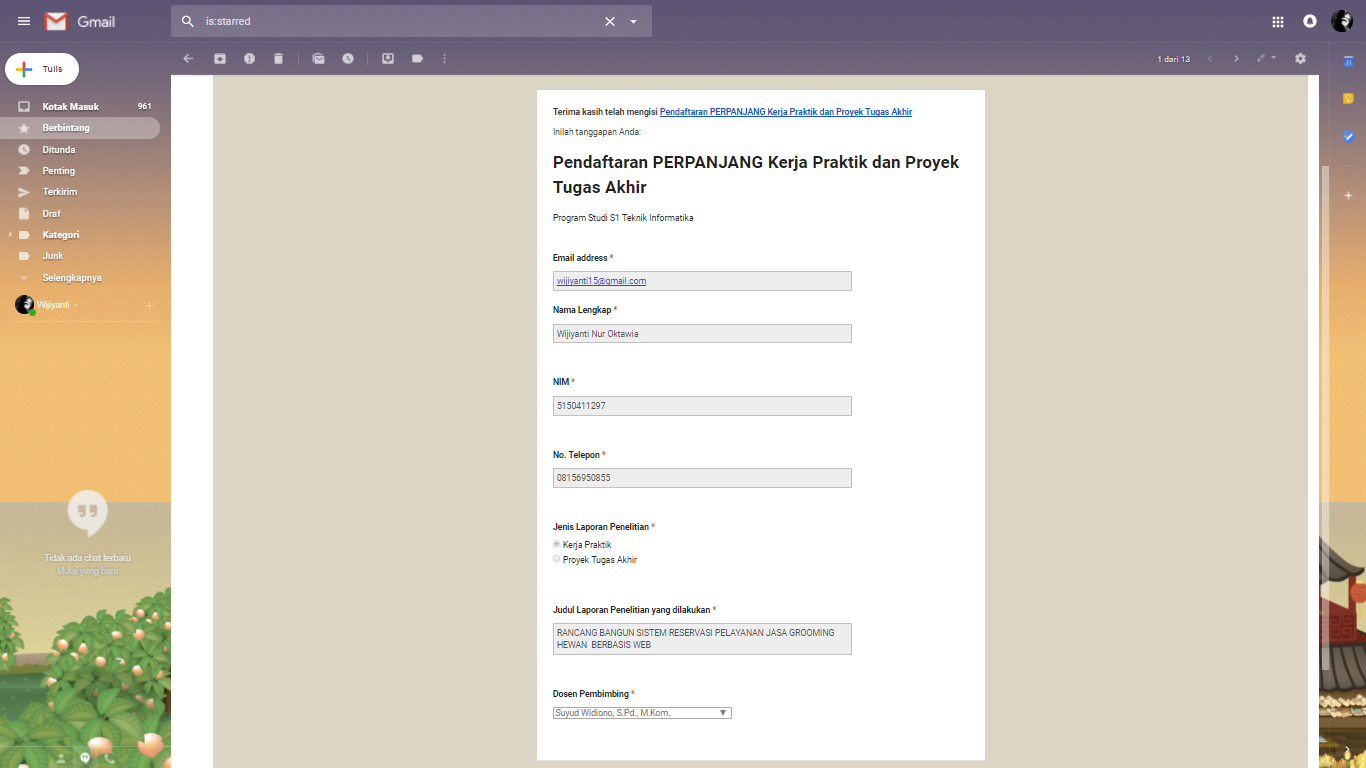 Gmail
is:starred
Tulis
1 dari 13
Kotak Masuk 961
Berbintang
Ditunda
Penting
Terkirim
Draf
Kategori
Junk
Selengkapnya
Wijiyanti
Tidak ada chat terbaru
Mulai yang baru
Terima kasih telah mengisi Pendaftaran PERPANJANG Kerja Praktik dan Proyek Tugas Akhir
Inilah tanggapan Anda:
Pendaftaran PERPANJANG Kerja Praktik dan Proyek
Tugas Akhir
Program Studi S1 Teknik Informatika
Email address *
wijiyanti15@gmail.com
Nama Lengkap *
Wijiyanti Nur Oktawia
NIM *
5150411297
No. Telepon *
08156950855
Jenis Laporan Penelitian *
Kerja Praktik
Proyek Tugas Akhir
Judul Laporan Penelitian yang dilakukan *
RANCANG BANGUN SISTEM RESERVASI PELAYANAN JASA GROOMING
HEWAN  BERBASIS WEB
Dosen Pembimbing *
Suyud Widiono, S.Pd., M.Kom.